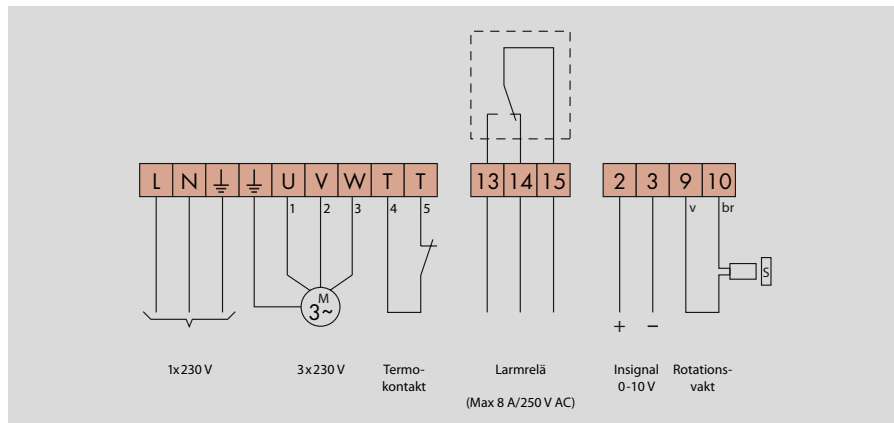 L N U V W T T
13 14 15
2 3 9 10
1 2 3 4 5
v br
M
3~
S
+ −
1x230 V
3x230 V
Termo-
kontakt
Larmrelä
(Max 8 A/250 V AC)
Insignal
0-10 V
Rotations-
vakt